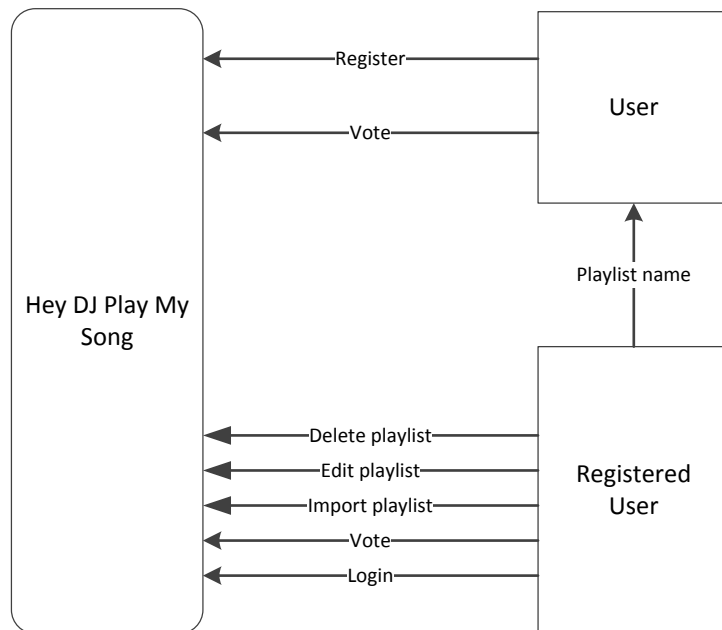 Register
User
Vote
Playlist name
Hey DJ Play My
Song
Delete playlist
Edit playlist
Registered
User
Import playlist
Vote
Login